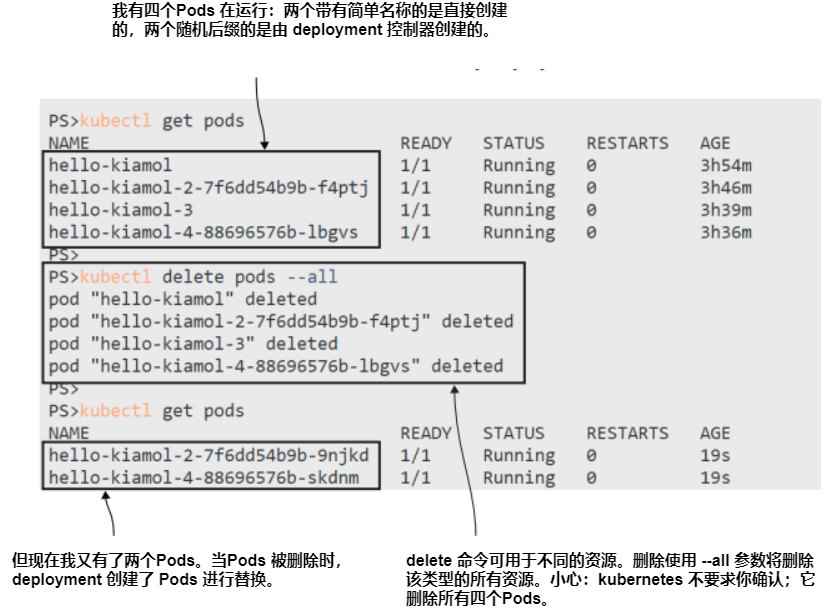 我有四个Pods 在运行：两个带有简单名称的是直接创建
的，两个随机后缀的是由 deployment 控制器创建的。
PS>kubectl get pods
NAME READY STATUS RESTARTS AGE
hello-kiamol 1/1 Running 0 3h54m
hello-kiamol-2-7f6dd54b9b-f4ptj 1/1 Running 0 3h46m
hello-kiamol-3 1/1 Running 0 3h39m
hello-kiamol-4-88696576b-lbgvs 1/1 Running 0 3h36m
PS>
PS>kubectl delete pods --all
pod "hello-kiamol" deleted
pod "hello-kiamol-2-7f6dd54b9b-f4ptj" deleted
pod "hello-kiamol-3" deleted
pod "hello-kiamol-4-88696576b-lbgvs" deleted
PS>
PS>kubectl get pods
NAME READY STATUS RESTARTS AGE
hello-kiamol-2-7f6dd54b9b-9njkd 1/1 Running 0 19s
hello-kiamol-4-88696576b-skdnm 1/1 Running 0 19s
但现在我又有了两个Pods。当Pods 被删除时，
deployment 创建了 Pods 进行替换。
delete 命令可用于不同的资源。删除使用 --all 参数将删除
该类型的所有资源。小心：kubernetes 不要求你确认；它
删除所有四个Pods。